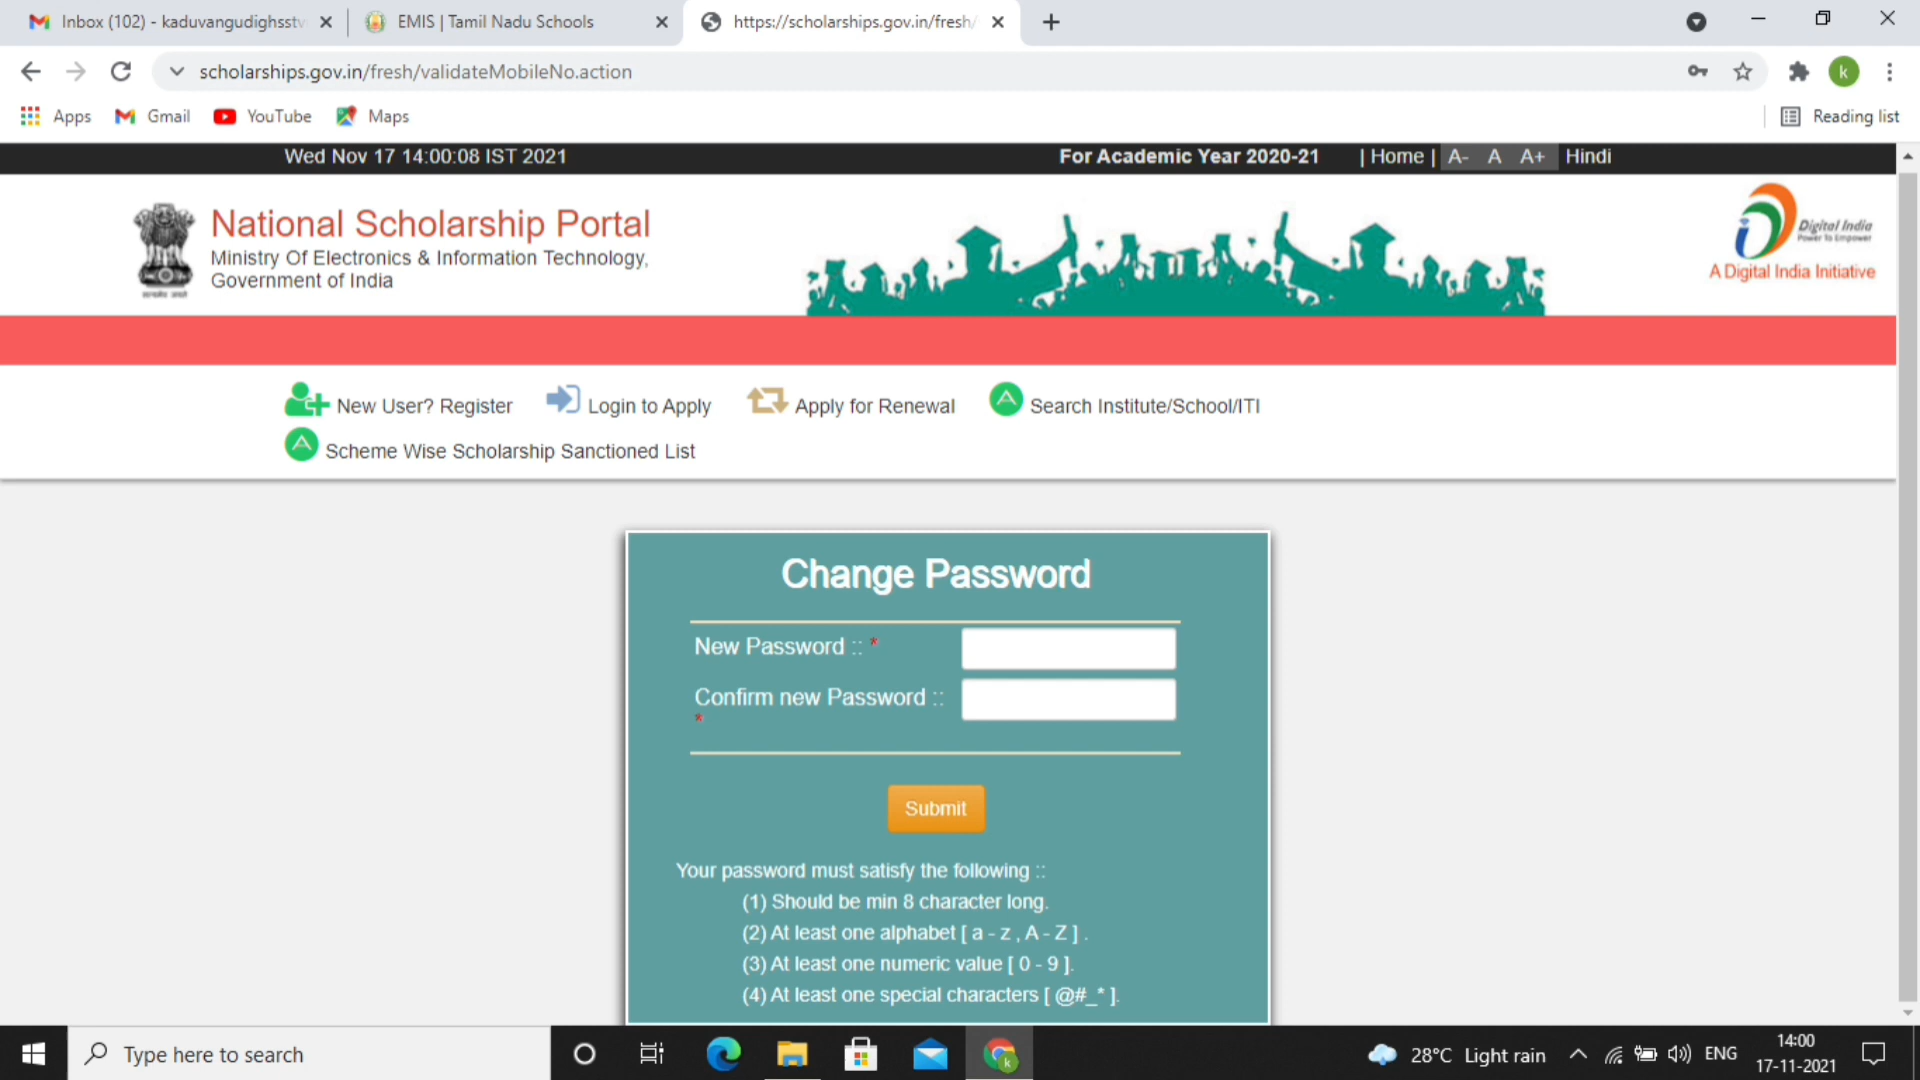 Inbox (102) - kaduvangudighsstv
EMIS | Tamil Nadu Schools
https://scholarships.gov.in/fresh/
scholarships.gov.in/fresh/validateMobileNo.action
k
Apps
Gmail
YouTube
Maps
Reading list
Wed Nov 17 14:00:08 IST 2021
For Academic Year 2020-21
| Home |
A- A A+
Hindi
National Scholarship Portal
Ministry Of Electronics & Information Technology,
Government of India
Digital India
Power To Empower
A Digital India Initiative
New User? Register
Login to Apply
Apply for Renewal
Search Institute/School/ITI
Scheme Wise Scholarship Sanctioned List
Change Password
New Password :: *
Confirm new Password ::
*
Submit
Your password must satisfy the following ::
(1) Should be min 8 character long.
(2) At least one alphabet [ a - z , A - Z ] .
(3) At least one numeric value [ 0 - 9 ].
(4) At least one special characters [ @#_* ].
Type here to search
k
28°C Light rain
ENG
14:00
17-11-2021